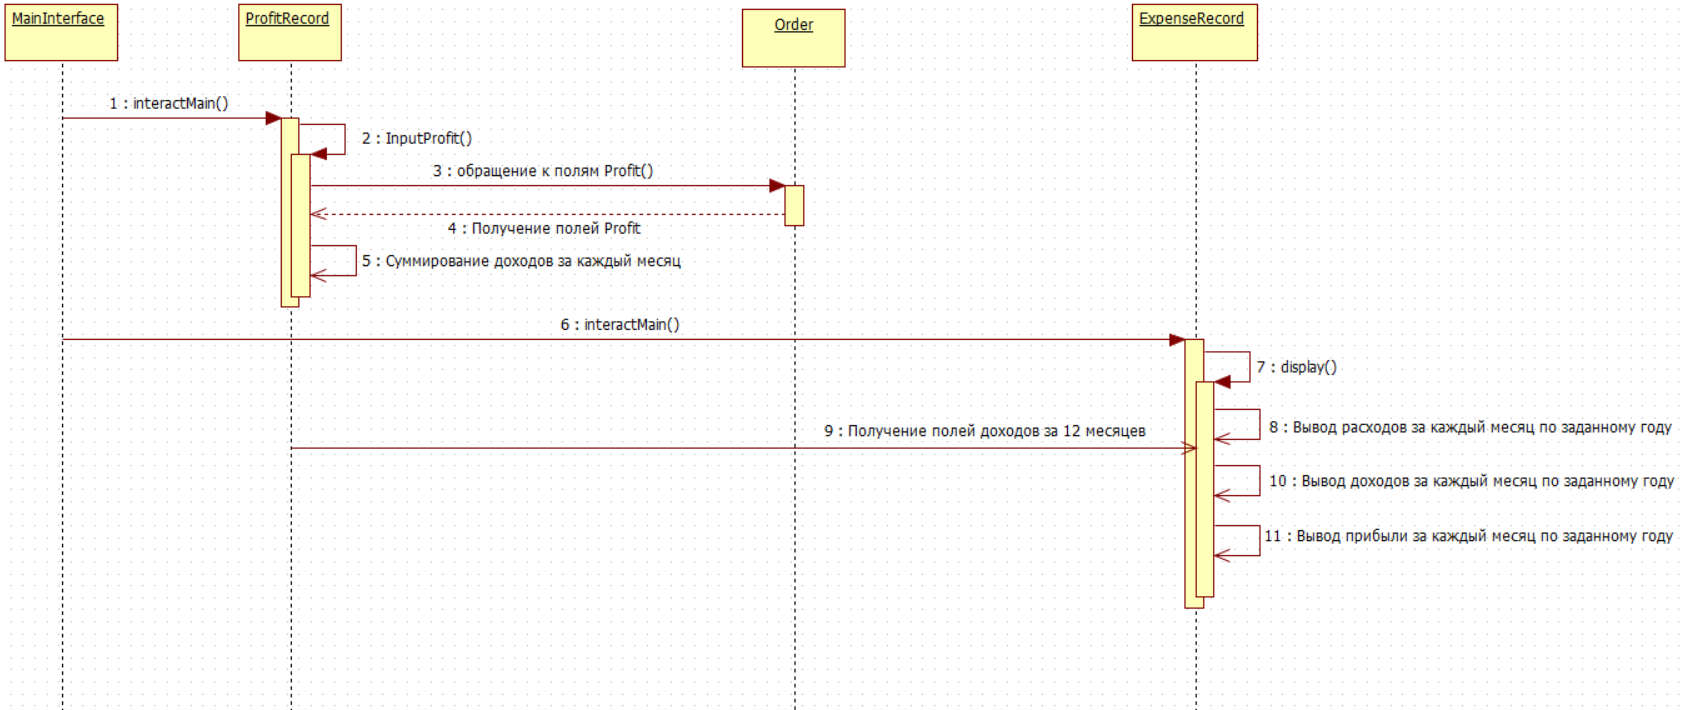 MainInterface
ProfitRecord
Order
ExpenseRecord
1 : interactMain()
2 : InputProfit()
3 : обращение к полям Profit()
4 : Получение полей Profit
5 : Суммирование доходов за каждый месяц
6 : interactMain()
7 : display()
8 : Вывод расходов за каждый месяц по заданному году
9 : Получение полей доходов за 12 месяцев
10 : Вывод доходов за каждый месяц по заданному году
11 : Вывод прибыли за каждый месяц по заданному году